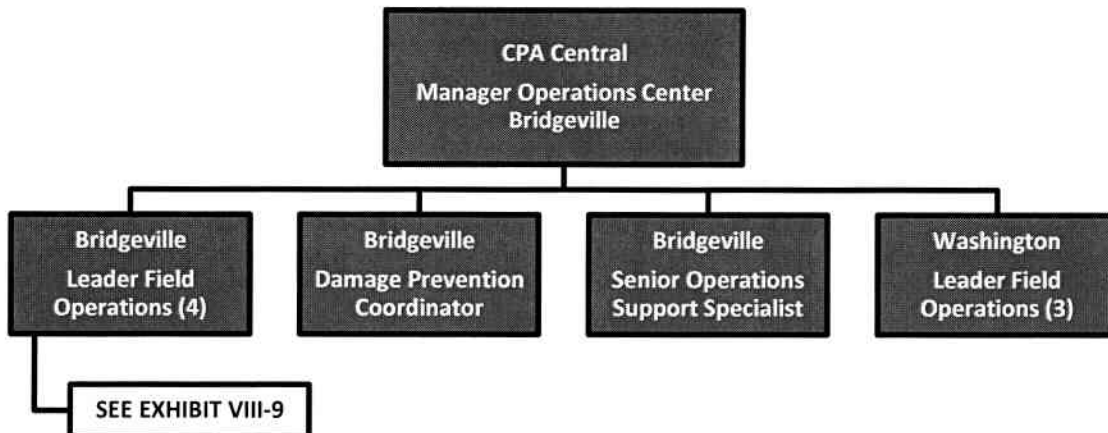 CPA Central
Manager Operations Center
Bridgeville
Bridgeville
Leader Field
Operations (4)
Bridgeville
Damage Prevention
Coordinator
Bridgeville
Senior Operations
Support Specialist
Washington
Leader Field
Operations (3)
SEE EXHIBIT VIII-9